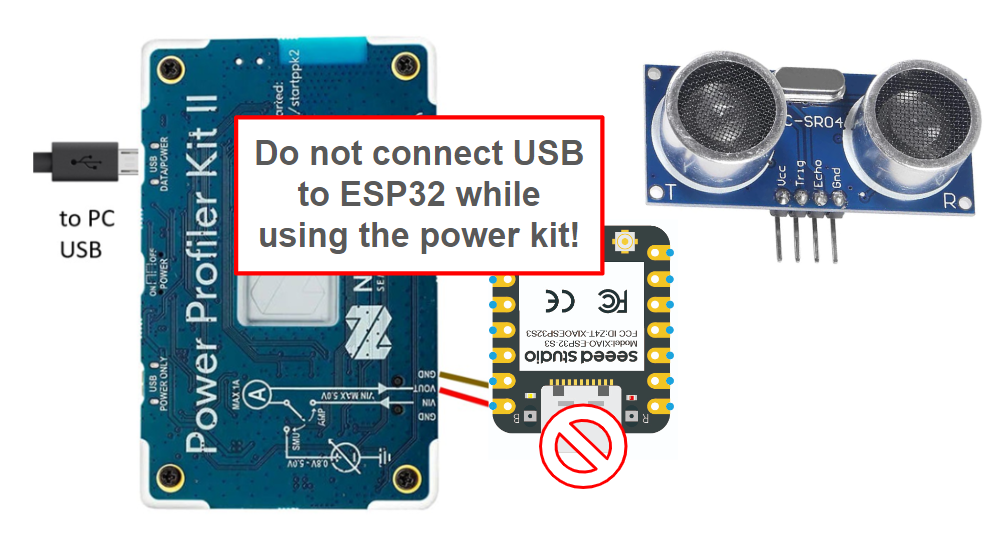 Do not connect USB
to ESP32 while
using the power kit!
to PC
USB
Power Profiler Kit II
/startppk2
USB
DATA/POWER
OFF
POWER
ON
USB
POWER ONLY
MAX.1A
A
VIN MAX 5.0V
AMP
SMU
0.8V - 5.0V
GND
VOUT
VIN
GND
C-SR04
Vcc
Trig
Echo
Gnd
T
R
CE
FC
FCC ID:Z4T-XIAOESP32S3
Model:XIAO-ESP32-S3
seeed studio
B
R